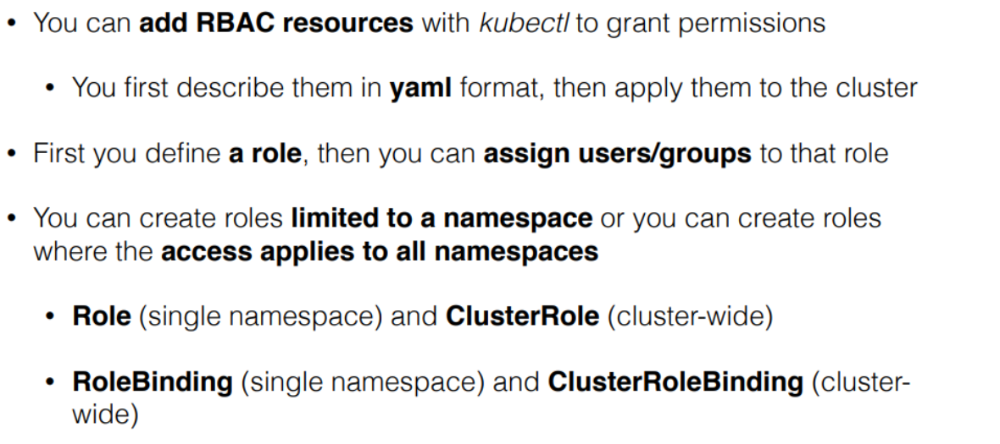 • You can add RBAC resources with kubectl to grant permissions
• You first describe them in yaml format, then apply them to the cluster
• First you define a role, then you can assign users/groups to that role
• You can create roles limited to a namespace or you can create roles
where the access applies to all namespaces
• Role (single namespace) and ClusterRole (cluster-wide)
• RoleBinding (single namespace) and ClusterRoleBinding (cluster-
wide)